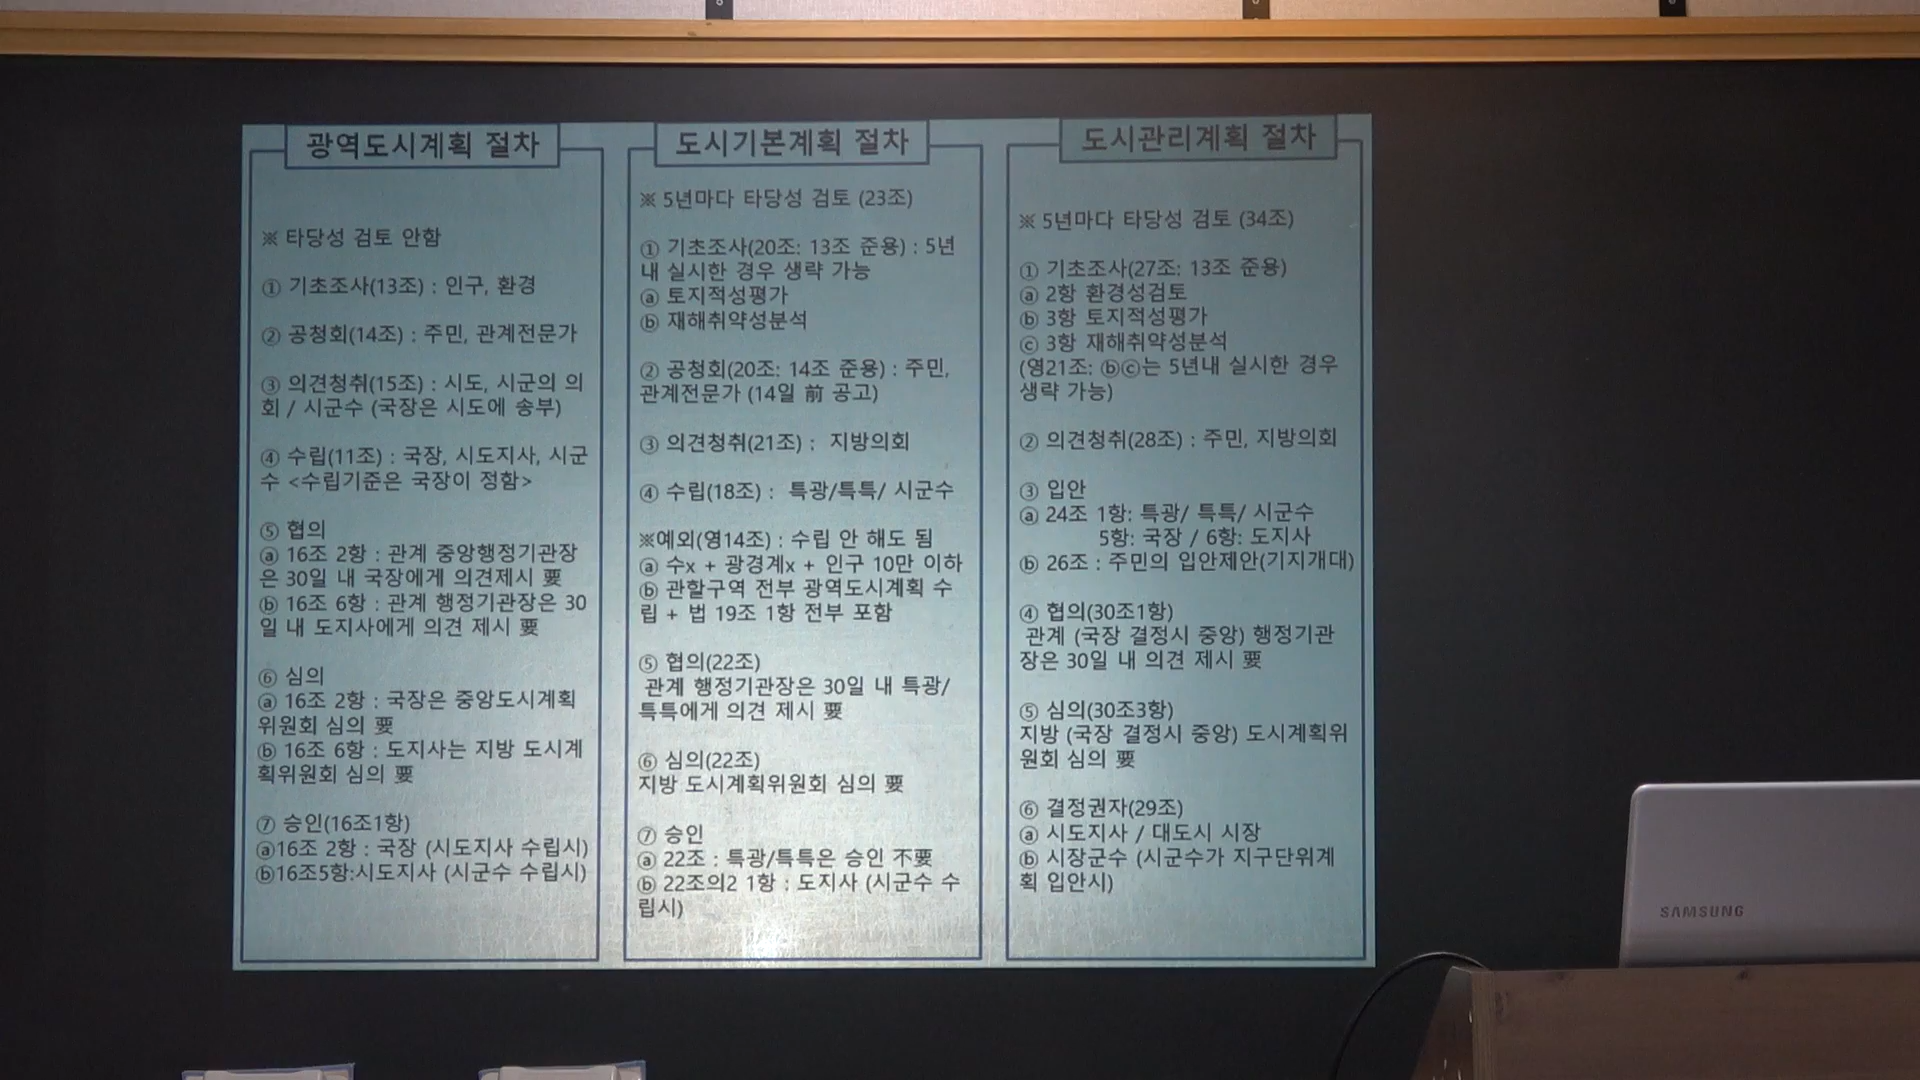 광역도시계획 절차
※ 타당성 검토 안함
① 기초조사(13조) : 인구, 환경
② 공청회(14조) : 주민, 관계전문가
③ 의견청취(15조) : 시도, 시군의 의
회 / 시군수 (국장은 시도에 송부)
④ 수립(11조) : 국장, 시도지사, 시군
수 <수립기준은 국장이 정함>
⑤ 협의
ⓐ 16조 2항 : 관계 중앙행정기관장
은 30일 내 국장에게 의견제시 要
ⓑ 16조 6항 : 관계 행정기관장은 30
일 내 도지사에게 의견 제시 要
⑥ 심의
ⓐ 16조 2항 : 국장은 중앙도시계획
위원회 심의 要
ⓑ 16조 6항 : 도지사는 지방 도시계
획위원회 심의 要
⑦ 승인(16조1항)
ⓐ16조 2항 : 국장 (시도지사 수립시)
ⓑ16조5항:시도지사 (시군수 수립시)
도시기본계획 절차
※ 5년마다 타당성 검토 (23조)
① 기초조사(20조: 13조 준용) : 5년
내 실시한 경우 생략 가능
ⓐ 토지적성평가
ⓑ 재해취약성분석
② 공청회(20조: 14조 준용) : 주민,
관계전문가 (14일 前 공고)
③ 의견청취(21조) : 지방의회
④ 수립(18조) : 특광/특특/ 시군수
※예외(영14조) : 수립 안 해도 됨
ⓐ 수x + 광경계x + 인구 10만 이하
ⓑ 관할구역 전부 광역도시계획 수
립 + 법 19조 1항 전부 포함
⑤ 협의(22조)
관계 행정기관장은 30일 내 특광/
특특에게 의견 제시 要
⑥ 심의(22조)
지방 도시계획위원회 심의 要
⑦ 승인
ⓐ 22조 : 특광/특특은 승인 不要
ⓑ 22조의2 1항 : 도지사 (시군수 수
립시)
도시관리계획 절차
※ 5년마다 타당성 검토 (34조)
① 기초조사(27조: 13조 준용)
ⓐ 2항 환경성검토
ⓑ 3항 토지적성평가
ⓒ 3항 재해취약성분석
(영21조: ⓑⓒ는 5년내 실시한 경우
생략 가능)
② 의견청취(28조) : 주민, 지방의회
③ 입안
ⓐ 24조 1항: 특광/ 특특/ 시군수
5항: 국장 / 6항: 도지사
ⓑ 26조 : 주민의 입안제안(기지개대)
④ 협의(30조1항)
관계 (국장 결정시 중앙) 행정기관
장은 30일 내 의견 제시 要
⑤ 심의(30조3항)
지방 (국장 결정시 중앙) 도시계획위
원회 심의 要
⑥ 결정권자(29조)
ⓐ 시도지사 / 대도시 시장
ⓑ 시장군수 (시군수가 지구단위계
획 입안시)
SAMSUNG